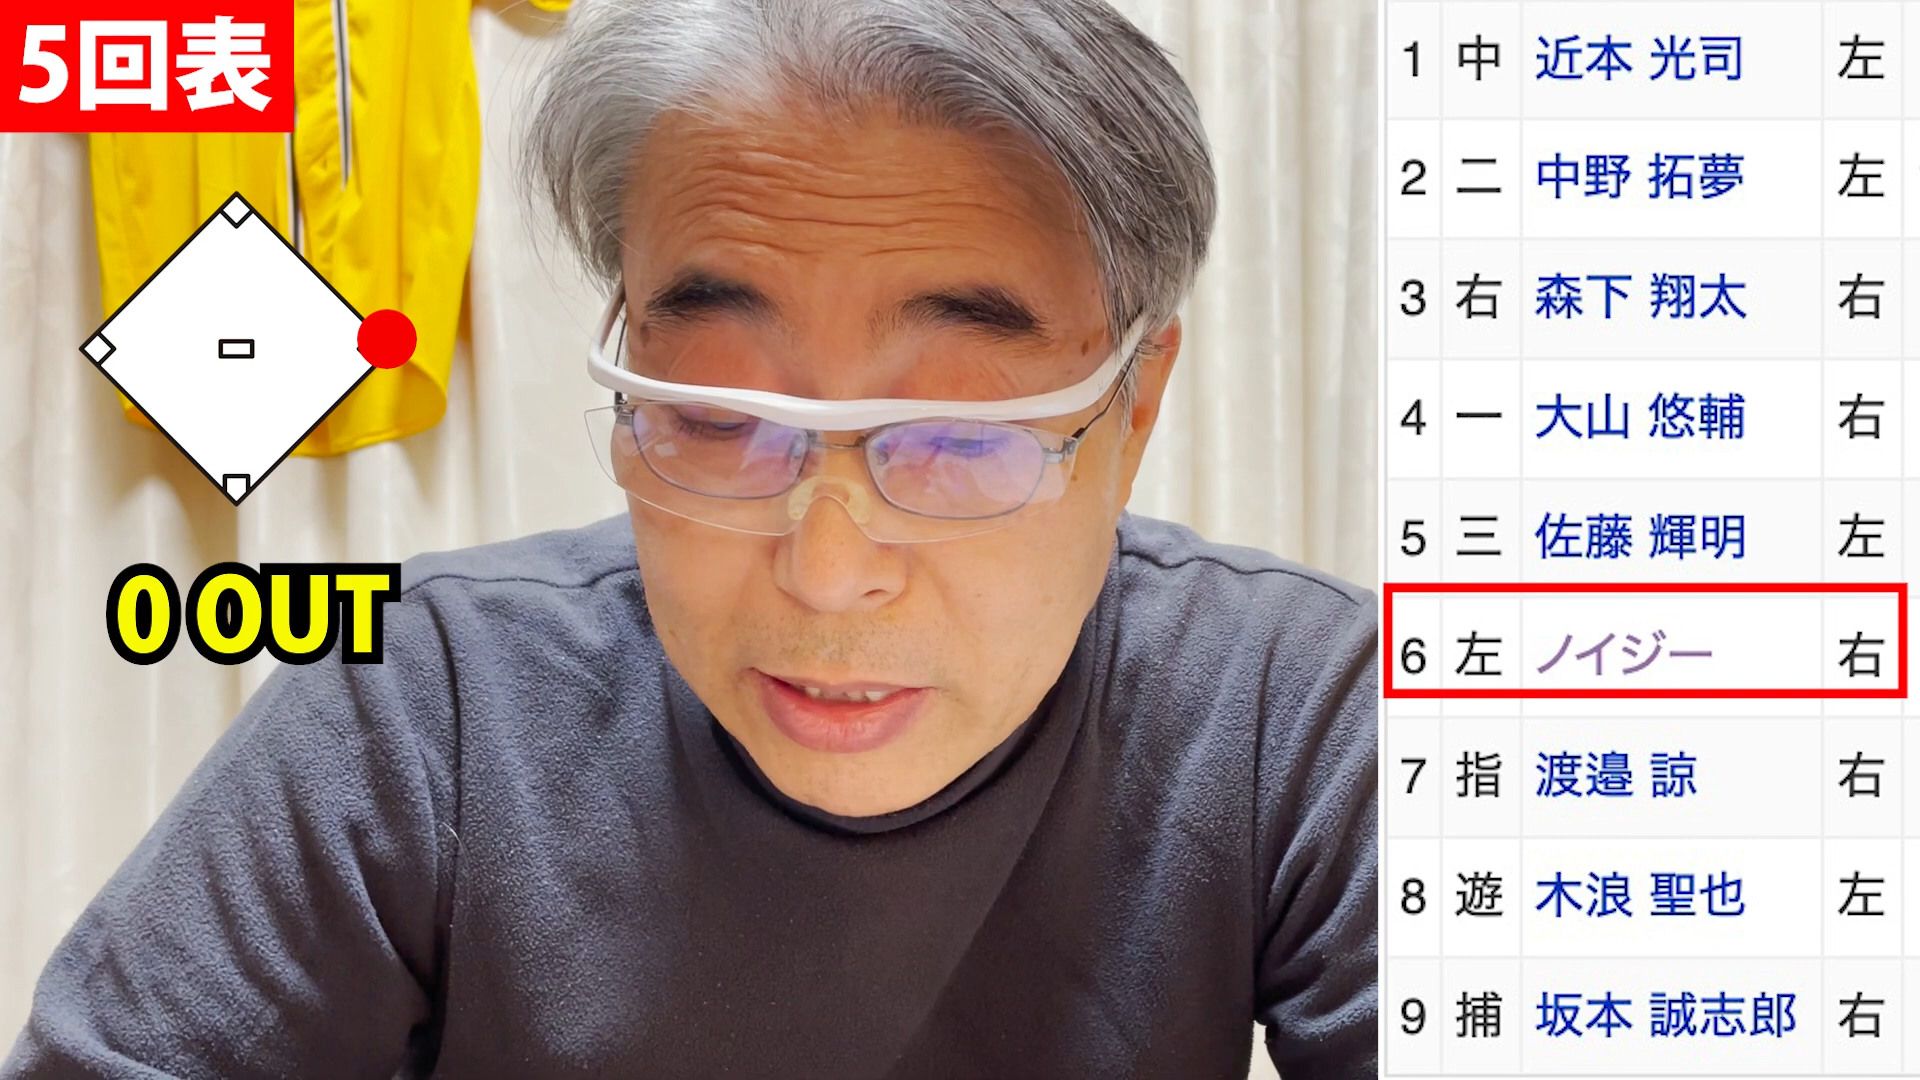 5回表
0 OUT
1 中 近本 光司 左
2 二 中野 拓夢 左
3 右 森下 翔太 右
4 一 大山 悠輔 右
5 三 佐藤 輝明 左
6 左 ノイジー 右
7 指 渡邉 諒 右
8 遊 木浪 聖也 左
9 捕 坂本 誠志郎 右